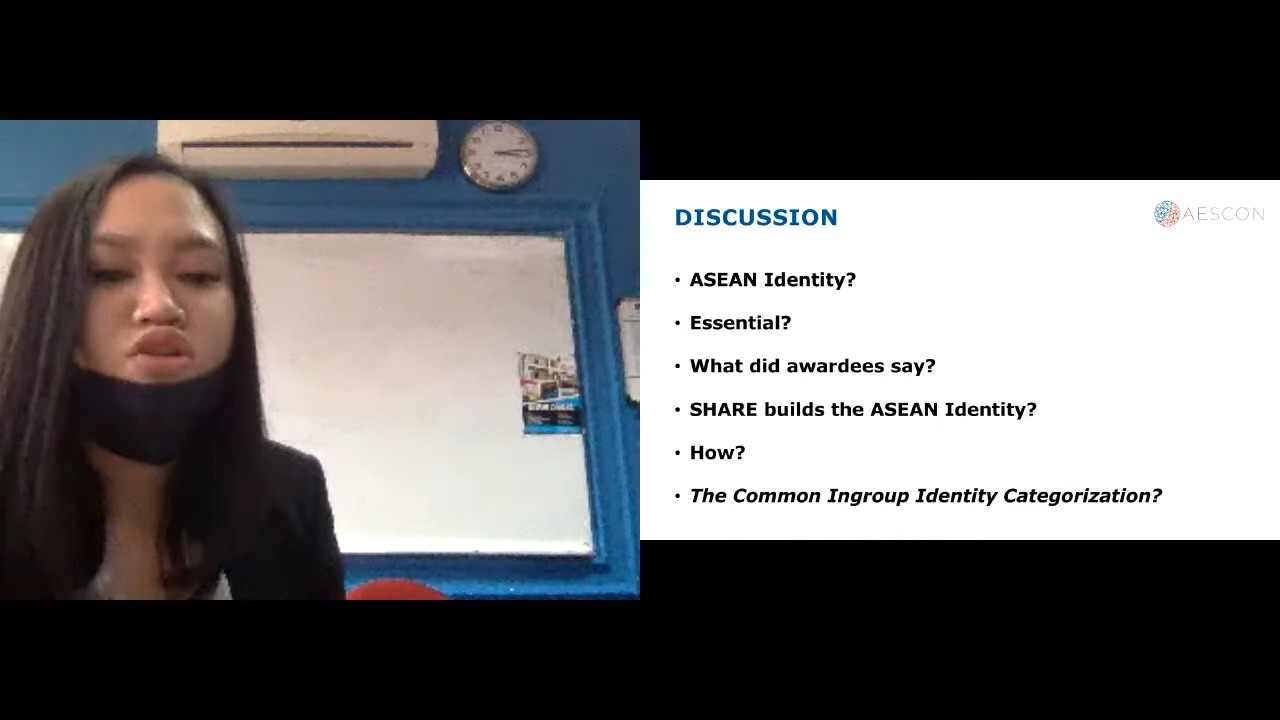 DISCUSSION
AESCON
• ASEAN Identity?
• Essential?
• What did awardees say?
• SHARE builds the ASEAN Identity?
• How?
• The Common Ingroup Identity Categorization?